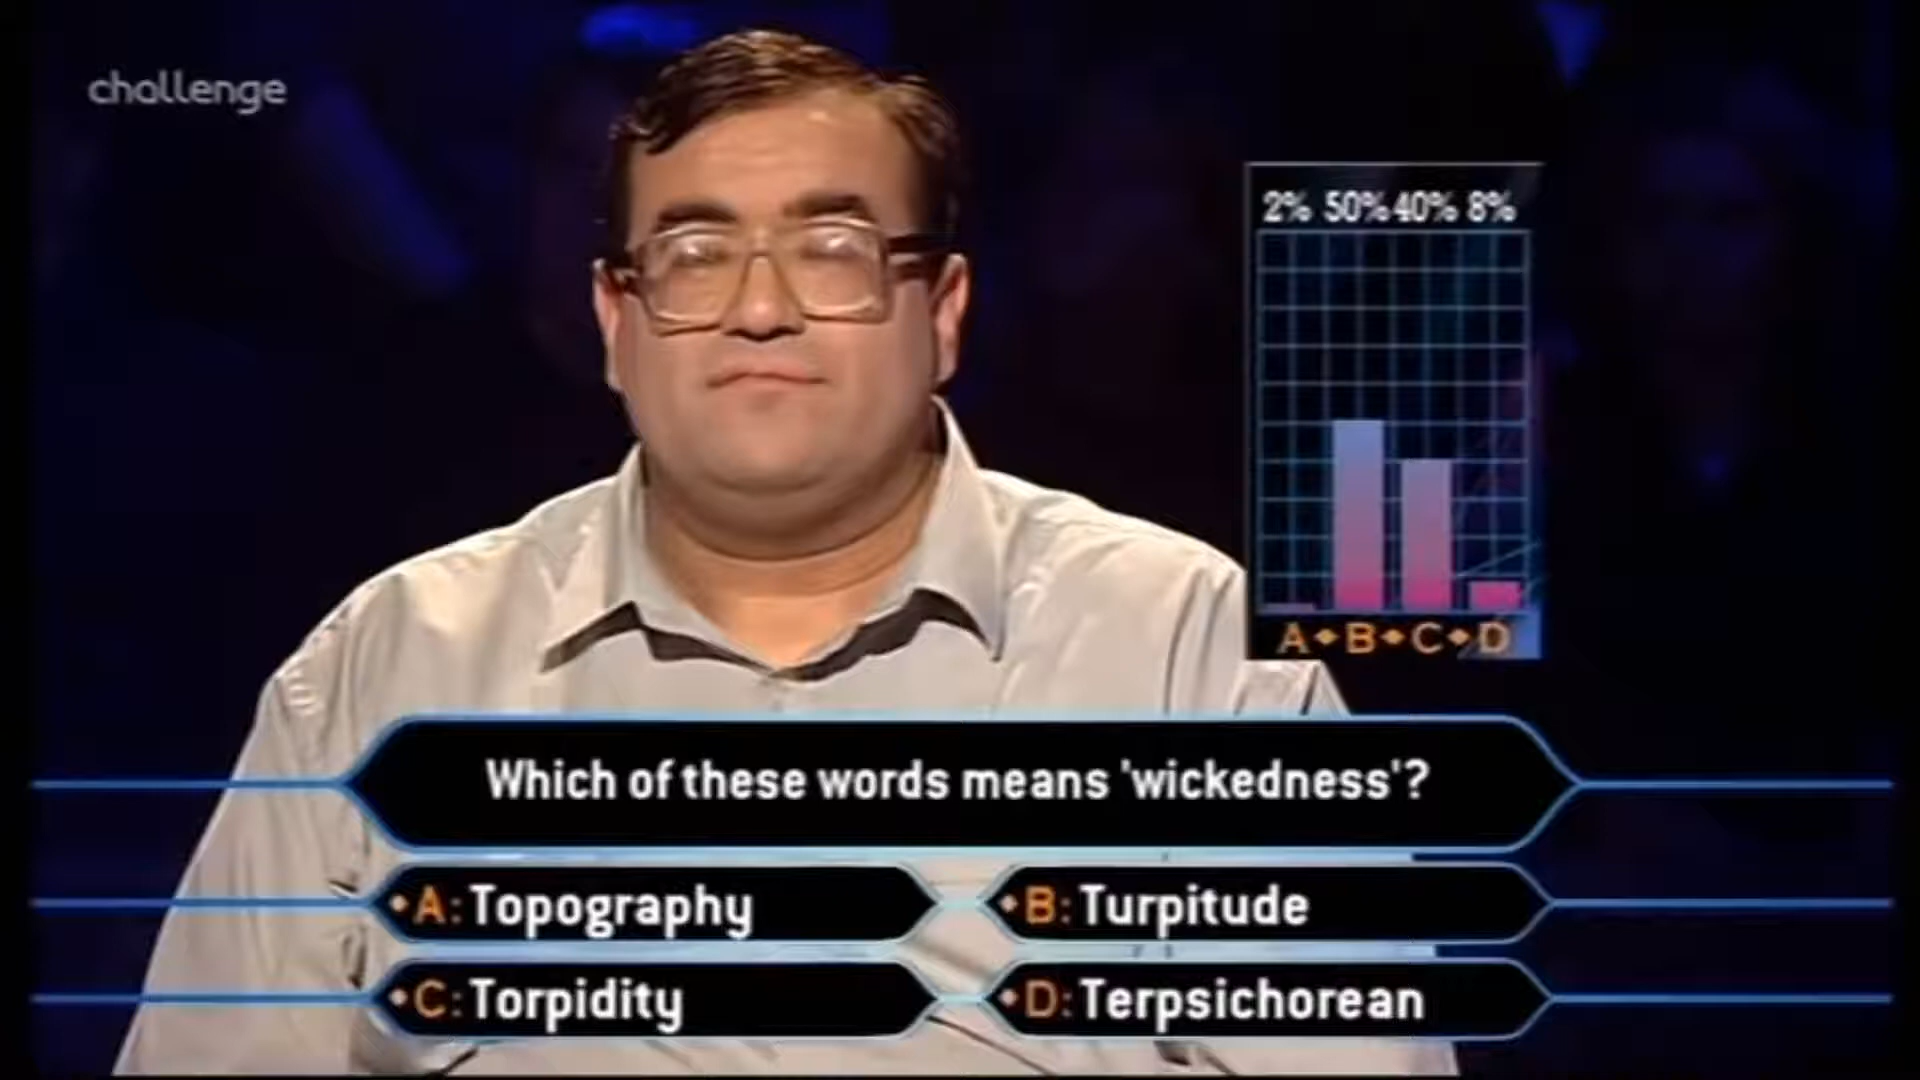 challenge
2% 50% 40% 8%
A B C D
Which of these words means 'wickedness'?
A: Topography
B: Turpitude
C: Torpidity
D: Terpsichorean